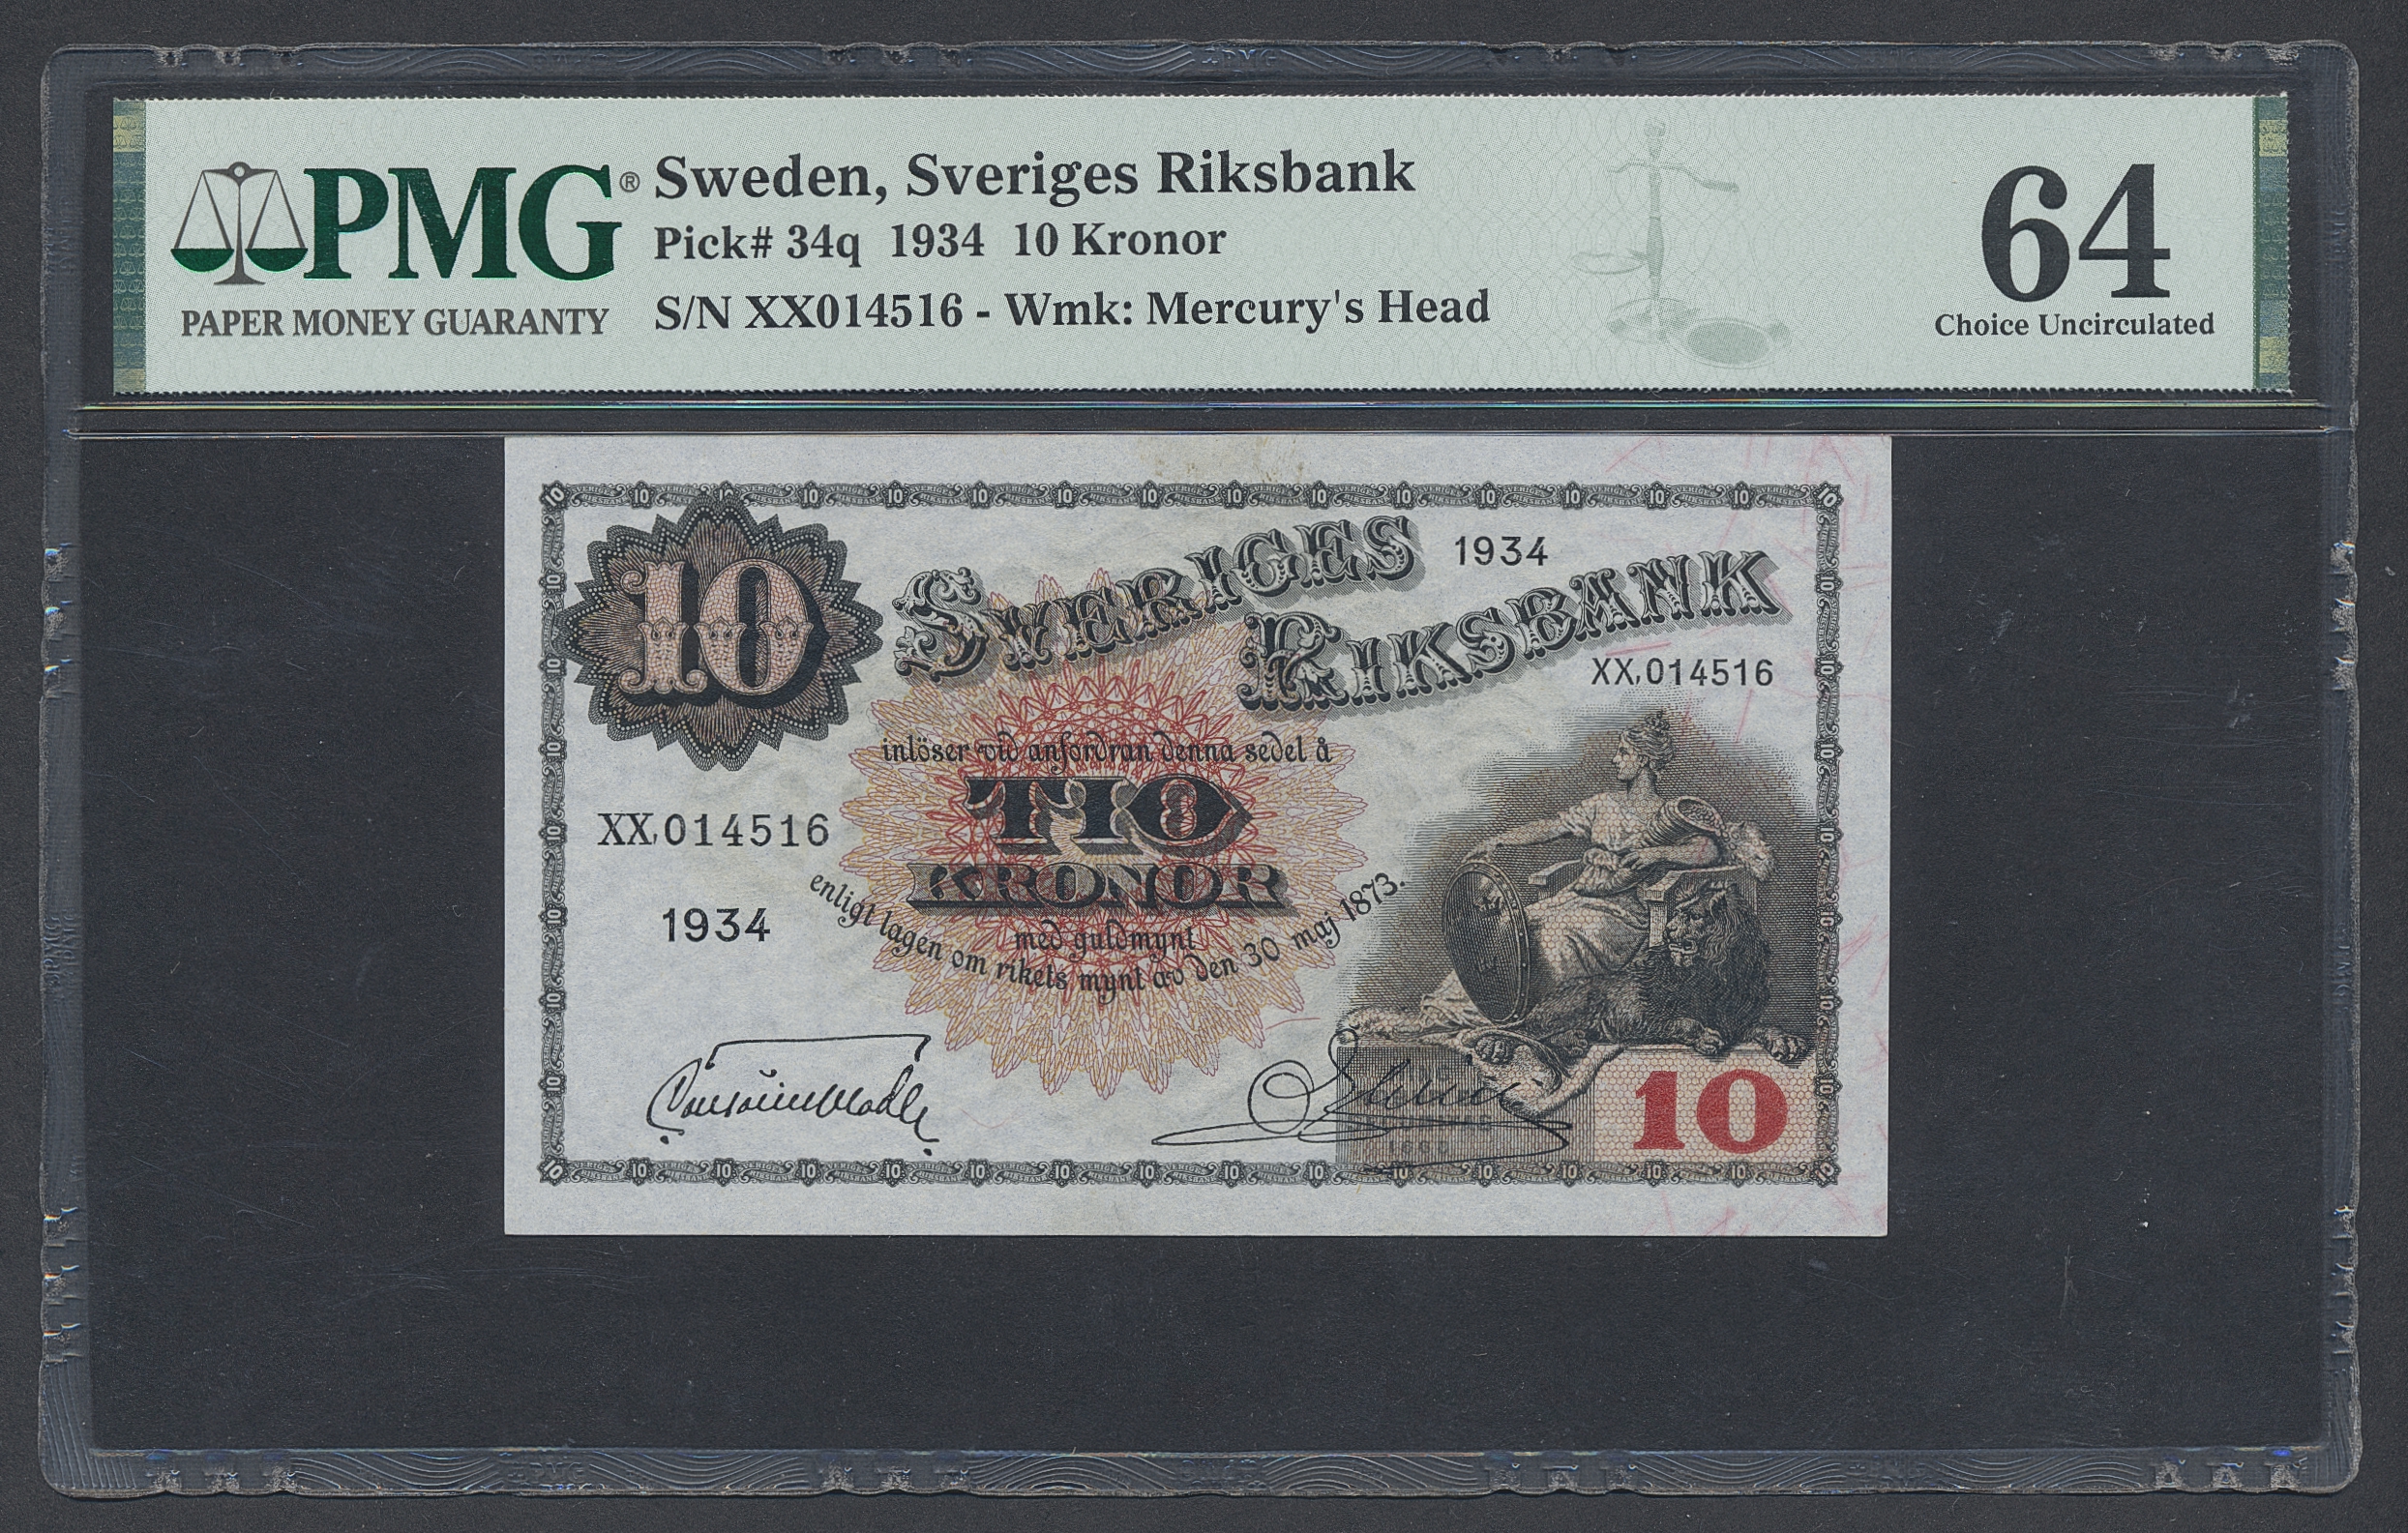 PMG®
PAPER MONEY GUARANTY
Sweden, Sveriges Riksbank
Pick# 34q 1934 10 Kronor
S/N XX014516 - Wmk: Mercury's Head
64
Choice Uncirculated
10
SVERIGES
1934
RIKSBANK
XX,014516
inlöser vid anfordran denna sedel å
TIO
KRONOR
XX,014516
1934
med guldmynt
enligt lagen om rikets mynt av den 30 maj 1873.
10